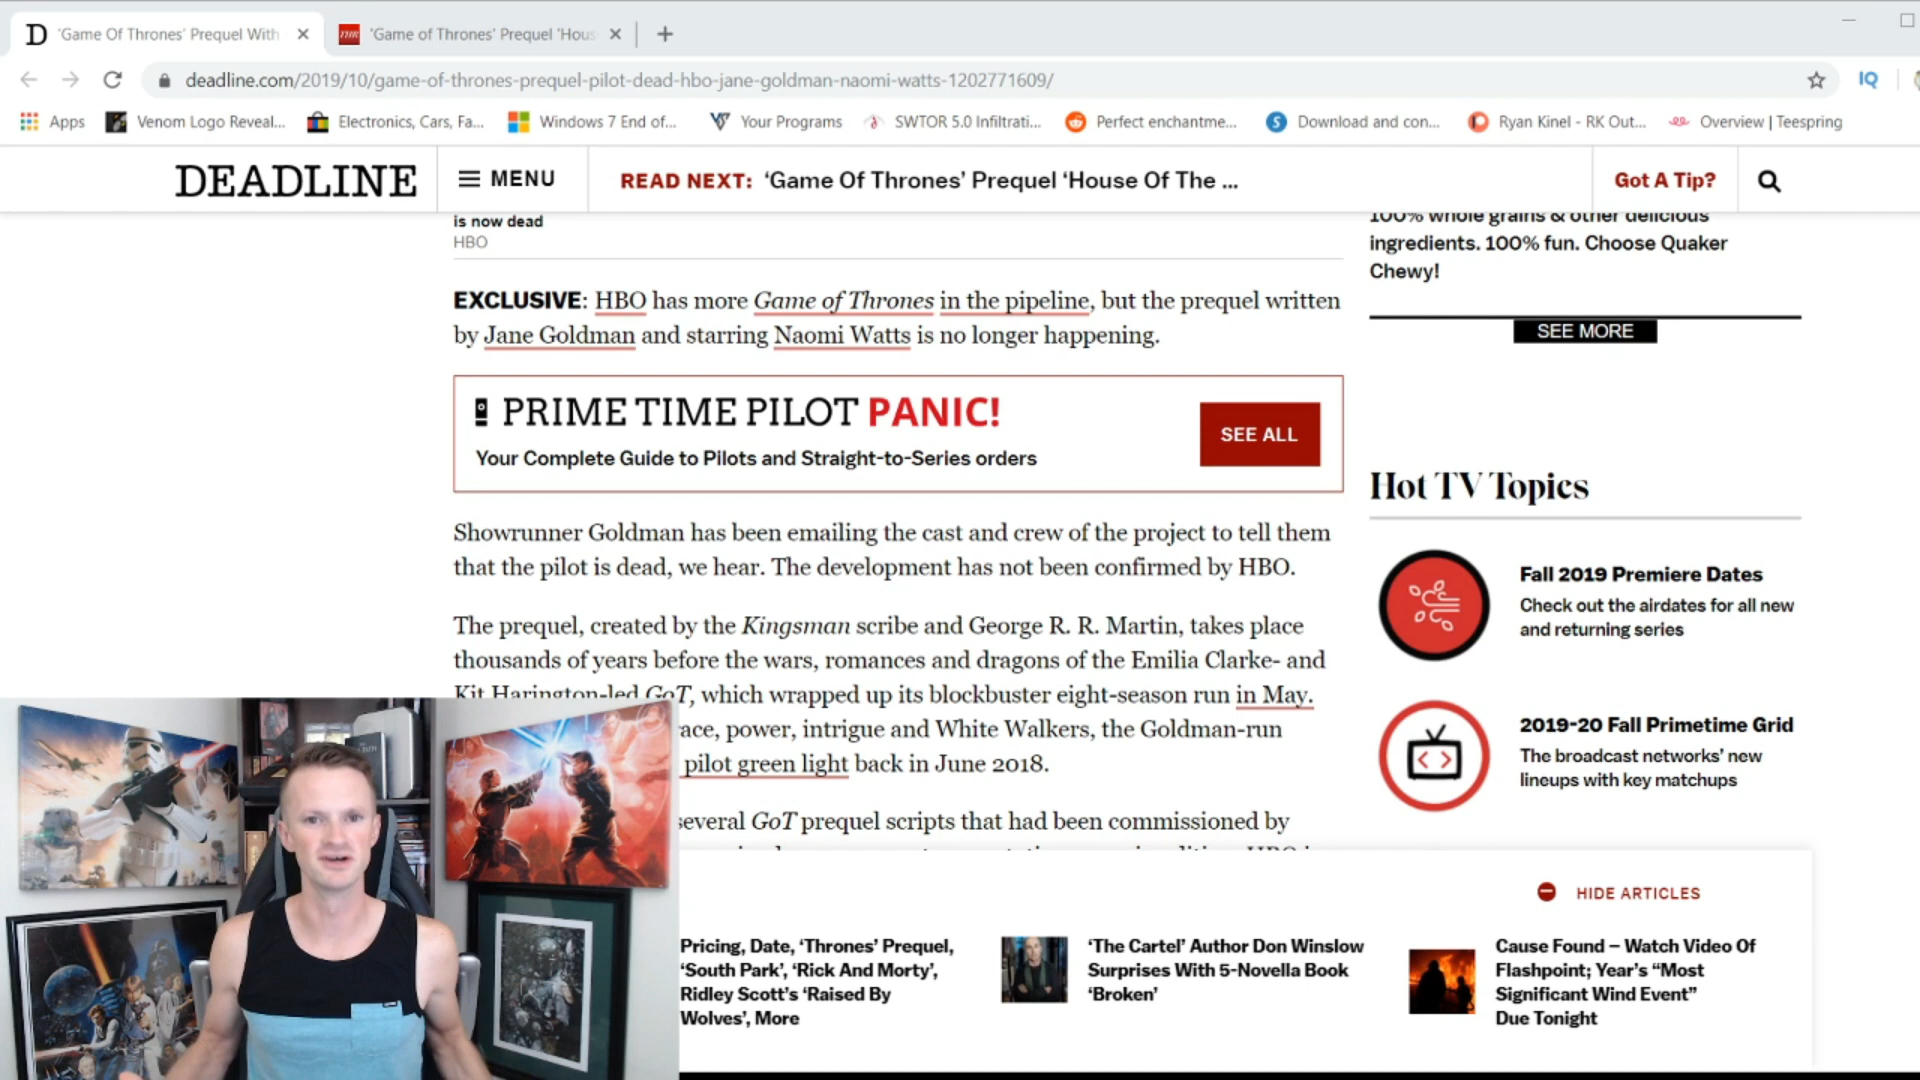 D 'Game Of Thrones' Prequel With
THR 'Game of Thrones' Prequel 'Hous
deadline.com/2019/10/game-of-thrones-prequel-pilot-dead-hbo-jane-goldman-naomi-watts-1202771609/
IQ
Apps
Venom Logo Reveal...
Electronics, Cars, Fa...
Windows 7 End of...
Your Programs
SWTOR 5.0 Infiltrati...
Perfect enchantme...
Download and con...
Ryan Kinel - RK Out...
Overview | Teespring
DEADLINE
MENU
READ NEXT: 'Game Of Thrones' Prequel 'House Of The ...
Got A Tip?
is now dead
HBO
EXCLUSIVE: HBO has more Game of Thrones in the pipeline, but the prequel written
by Jane Goldman and starring Naomi Watts is no longer happening.
PRIME TIME PILOT PANIC!
Your Complete Guide to Pilots and Straight-to-Series orders
SEE ALL
Showrunner Goldman has been emailing the cast and crew of the project to tell them
that the pilot is dead, we hear. The development has not been confirmed by HBO.
The prequel, created by the Kingsman scribe and George R. R. Martin, takes place
thousands of years before the wars, romances and dragons of the Emilia Clarke- and
Kit Harington-led GoT, which wrapped up its blockbuster eight-season run in May.
ace, power, intrigue and White Walkers, the Goldman-run
pilot green light back in June 2018.
several GoT prequel scripts that had been commissioned by
100% whole grains & other delicious
ingredients. 100% fun. Choose Quaker
Chewy!
SEE MORE
Hot TV Topics
Fall 2019 Premiere Dates
Check out the airdates for all new
and returning series
2019-20 Fall Primetime Grid
The broadcast networks' new
lineups with key matchups
HIDE ARTICLES
Pricing, Date, 'Thrones' Prequel,
'South Park', 'Rick And Morty',
Ridley Scott's 'Raised By
Wolves', More
'The Cartel' Author Don Winslow
Surprises With 5-Novella Book
'Broken'
Cause Found – Watch Video Of
Flashpoint; Year's "Most
Significant Wind Event"
Due Tonight